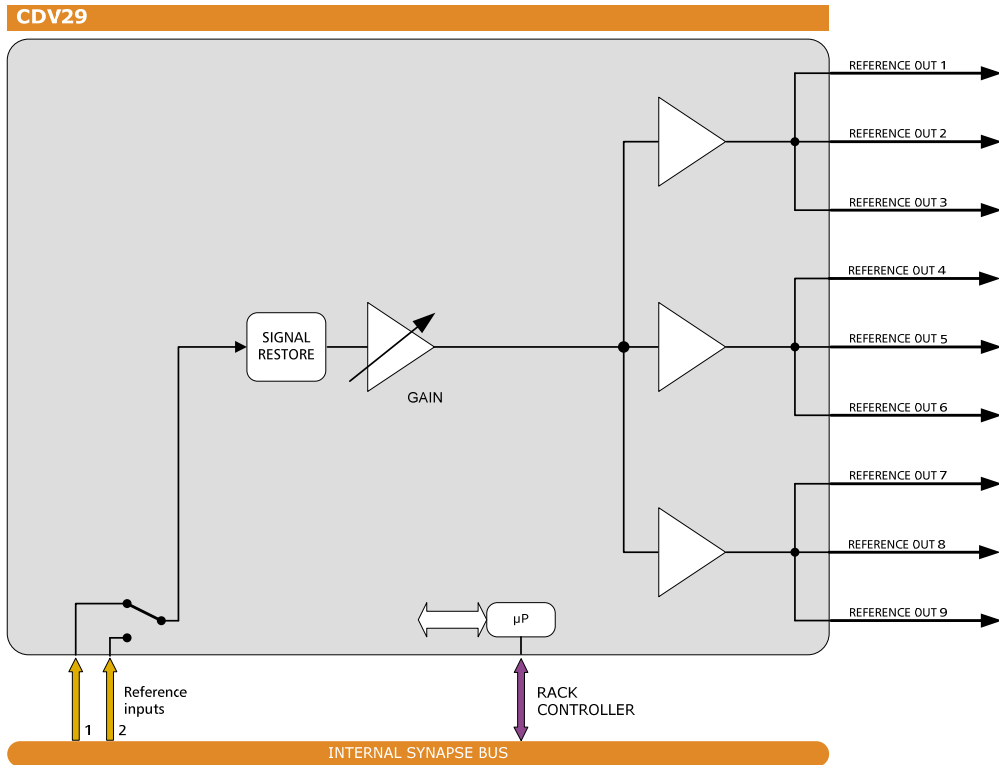 CDV29
REFERENCE OUT 1
REFERENCE OUT 2
REFERENCE OUT 3
REFERENCE OUT 4
REFERENCE OUT 5
REFERENCE OUT 6
REFERENCE OUT 7
REFERENCE OUT 8
REFERENCE OUT 9
SIGNAL
RESTORE
GAIN
µP
Reference
inputs
1
2
RACK
CONTROLLER
INTERNAL SYNAPSE BUS